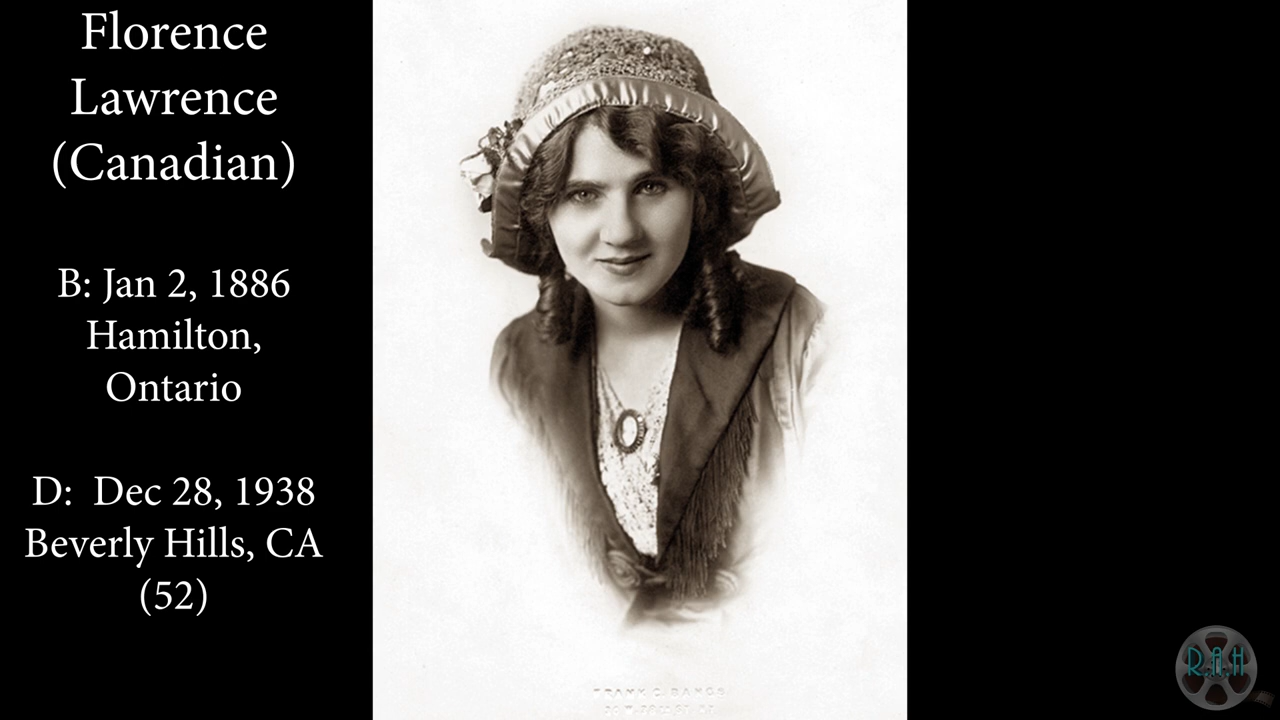 Florence
Lawrence
(Canadian)
B: Jan 2, 1886
Hamilton,
Ontario
D: Dec 28, 1938
Beverly Hills, CA
(52)
FRANK C. BANGS
R.A.H